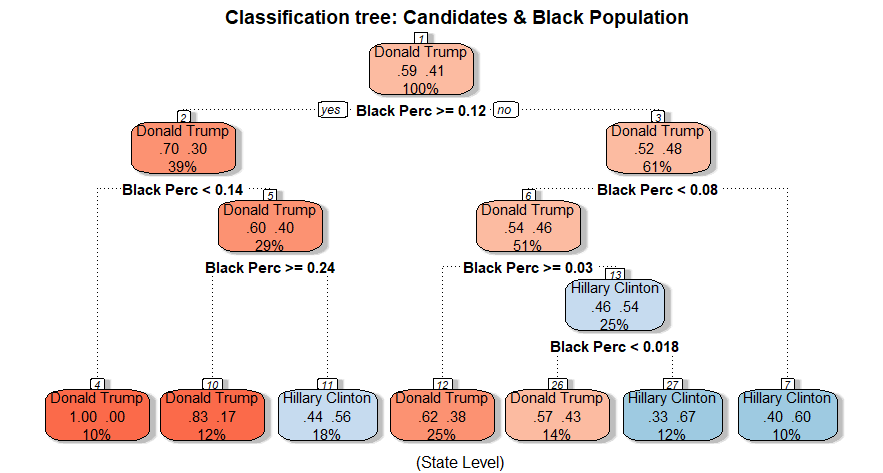 Classification tree: Candidates & Black Population
1
Donald Trump
.59 .41
100%
yes Black Perc >= 0.12 no
2
Donald Trump
.70 .30
39%
3
Donald Trump
.52 .48
61%
Black Perc < 0.14
Black Perc < 0.08
5
Donald Trump
.60 .40
29%
6
Donald Trump
.54 .46
51%
Black Perc >= 0.24
Black Perc >= 0.03
13
Hillary Clinton
.46 .54
25%
Black Perc < 0.018
4
Donald Trump
1.00 .00
10%
10
Donald Trump
.83 .17
12%
11
Hillary Clinton
.44 .56
18%
12
Donald Trump
.62 .38
25%
26
Donald Trump
.57 .43
14%
27
Hillary Clinton
.33 .67
12%
7
Hillary Clinton
.40 .60
10%
(State Level)